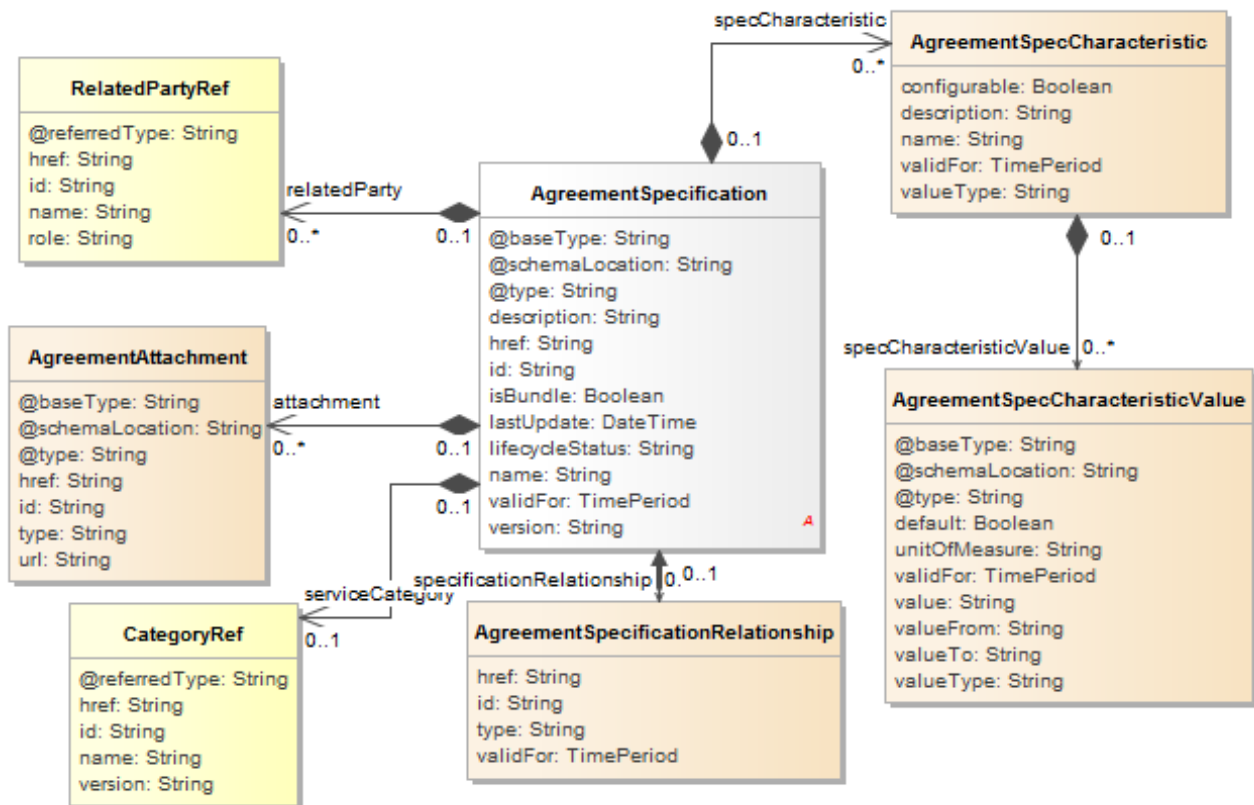 specCharacteristic
0..*
0..1
AgreementSpecCharacteristic
configurable: Boolean
description: String
name: String
validFor: TimePeriod
valueType: String
RelatedPartyRef
@referredType: String
href: String
id: String
name: String
role: String
relatedParty
0..*
0..1
AgreementSpecification
@baseType: String
@schemaLocation: String
@type: String
description: String
href: String
id: String
isBundle: Boolean
lastUpdate: DateTime
lifecycleStatus: String
name: String
validFor: TimePeriod
version: String
A
0..1
specCharacteristicValue
0..*
AgreementAttachment
@baseType: String
@schemaLocation: String
@type: String
href: String
id: String
type: String
url: String
attachment
0..*
0..1
0..1
AgreementSpecCharacteristicValue
@baseType: String
@schemaLocation: String
@type: String
default: Boolean
unitOfMeasure: String
validFor: TimePeriod
value: String
valueFrom: String
valueTo: String
valueType: String
serviceCategory
0..1
specificationRelationship
0..1
CategoryRef
@referredType: String
href: String
id: String
name: String
version: String
AgreementSpecificationRelationship
href: String
id: String
type: String
validFor: TimePeriod